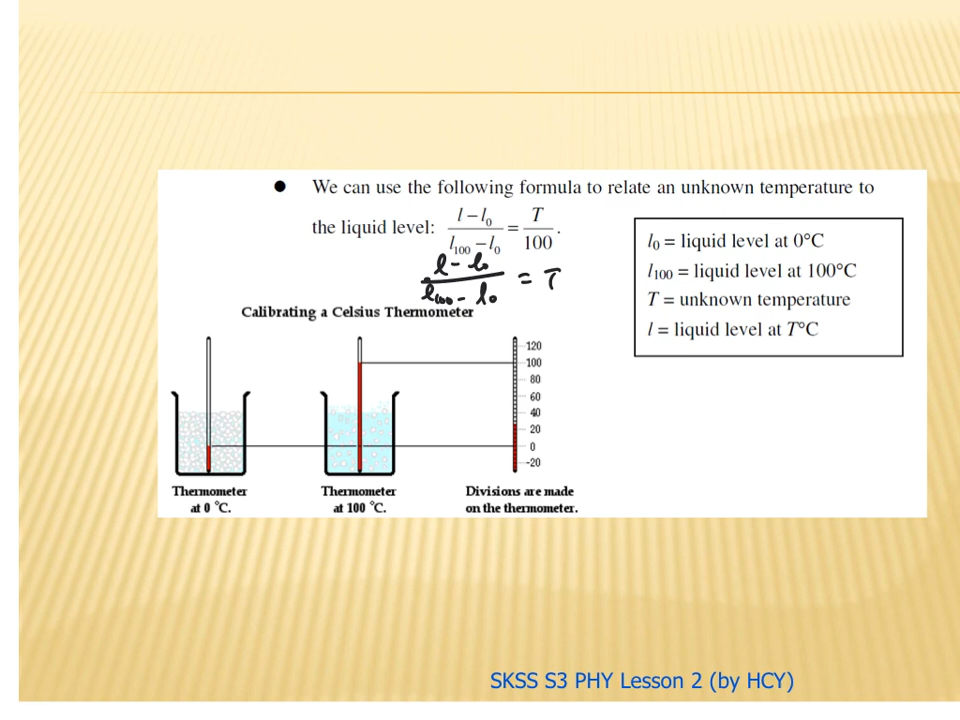 ● We can use the following formula to relate an unknown temperature to
the liquid level: (l – l₀)/(l₁₀₀ – l₀) = T/100 .
l₀ = liquid level at 0°C
l₁₀₀ = liquid level at 100°C
T = unknown temperature
l = liquid level at T°C
(l – l₀)/(l₁₀₀ – l₀) = T
Calibrating a Celsius Thermometer
120
100
80
60
40
20
0
-20
Thermometer
at 0 °C.
Thermometer
at 100 °C.
Divisions are made
on the thermometer.
SKSS S3 PHY Lesson 2 (by HCY)